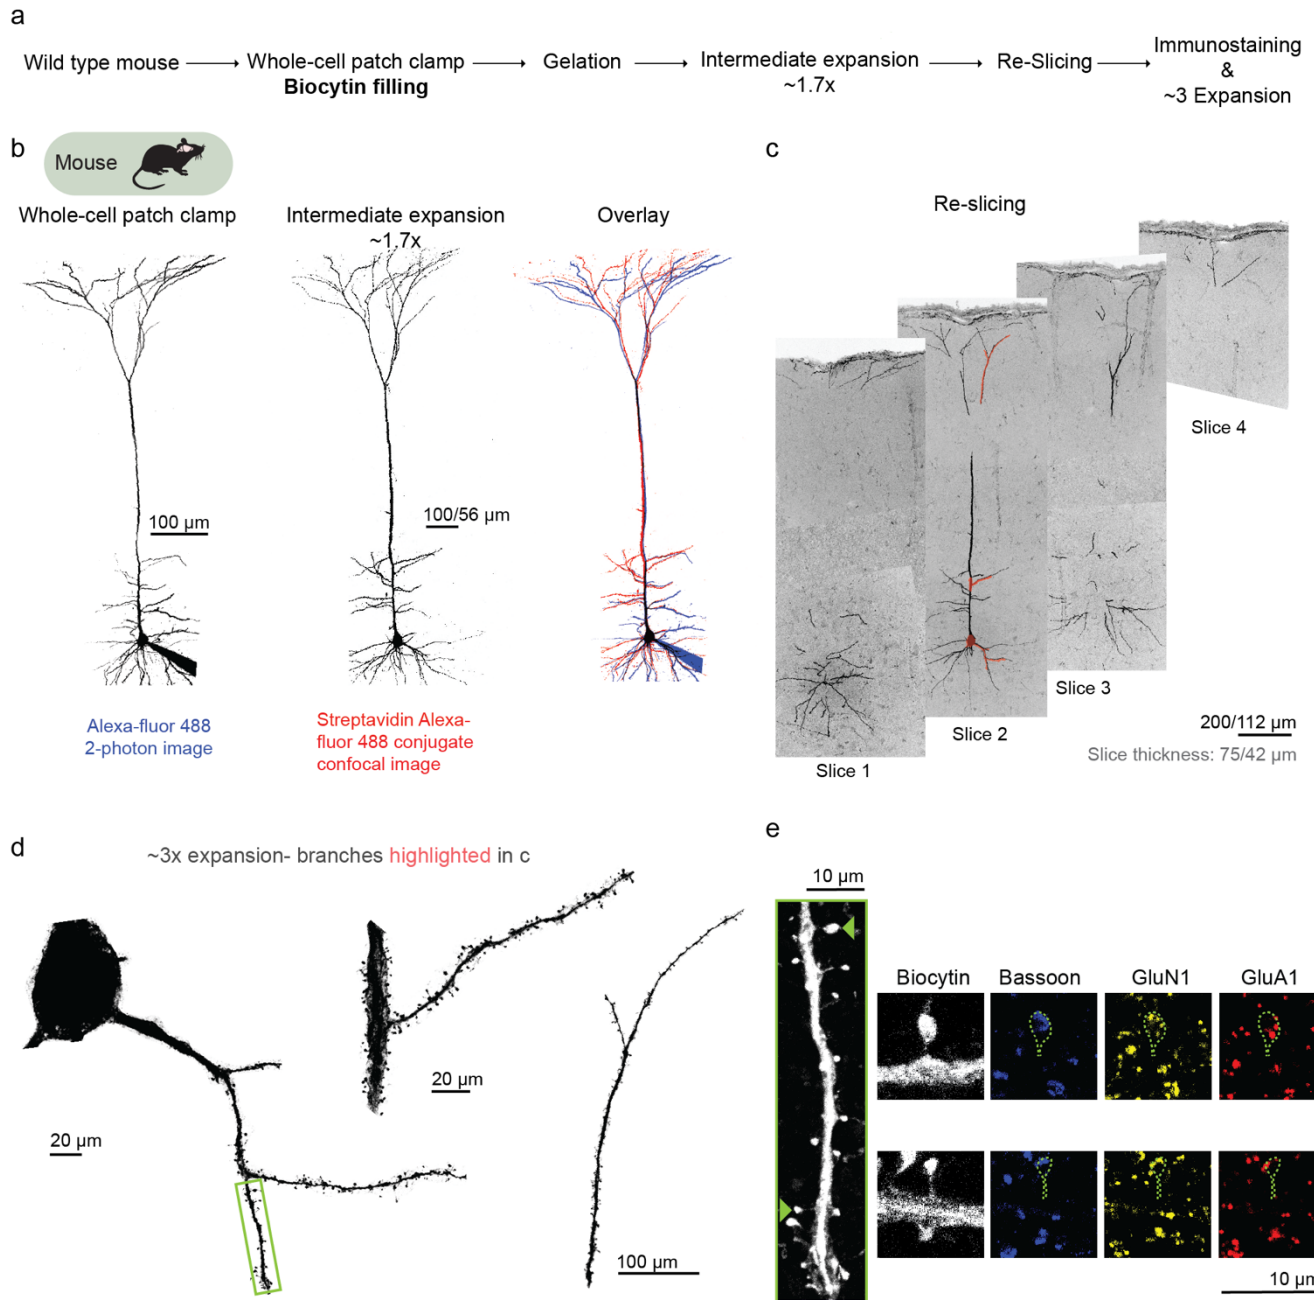 a
Wild type mouse
Whole-cell patch clamp
Biocytin filling
Gelation
Intermediate expansion
~1.7x
Re-Slicing
Immunostaining
&
~3 Expansion
b
Mouse
Whole-cell patch clamp
Intermediate expansion
~1.7x
Overlay
100 µm
100/56 µm
Alexa-fluor 488
2-photon image
Streptavidin Alexa-
fluor 488 conjugate
confocal image
c
Re-slicing
Slice 1
Slice 2
Slice 3
Slice 4
200/112 µm
Slice thickness: 75/42 µm
d
~3x expansion- branches highlighted in c
20 µm
20 µm
100 µm
e
10 µm
Biocytin
Bassoon
GluN1
GluA1
10 µm